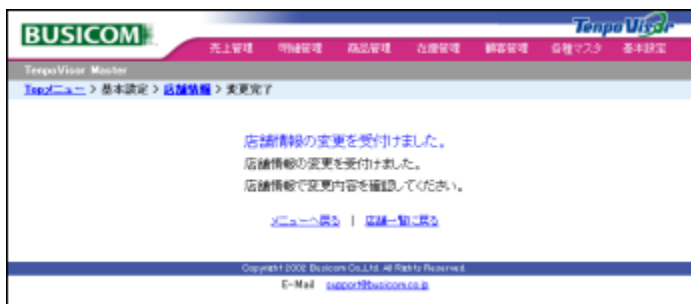 BUSICOM
Tempo Visor
売上管理 明細管理 商品管理 在庫管理 顧客管理 各種マスタ 基本設定
TenpoVisor Master
Topメニュー > 基本設定 > 店舗情報 > 変更完了
店舗情報の変更を受付けました。
店舗情報の変更を受付けました。
店舗情報で変更内容を確認してください。
メニューへ戻る | 店舗一覧に戻る
Copyright 2002 Busicom Co.,Ltd. All Rights Reserved.
E-Mail support@busicom.co.jp